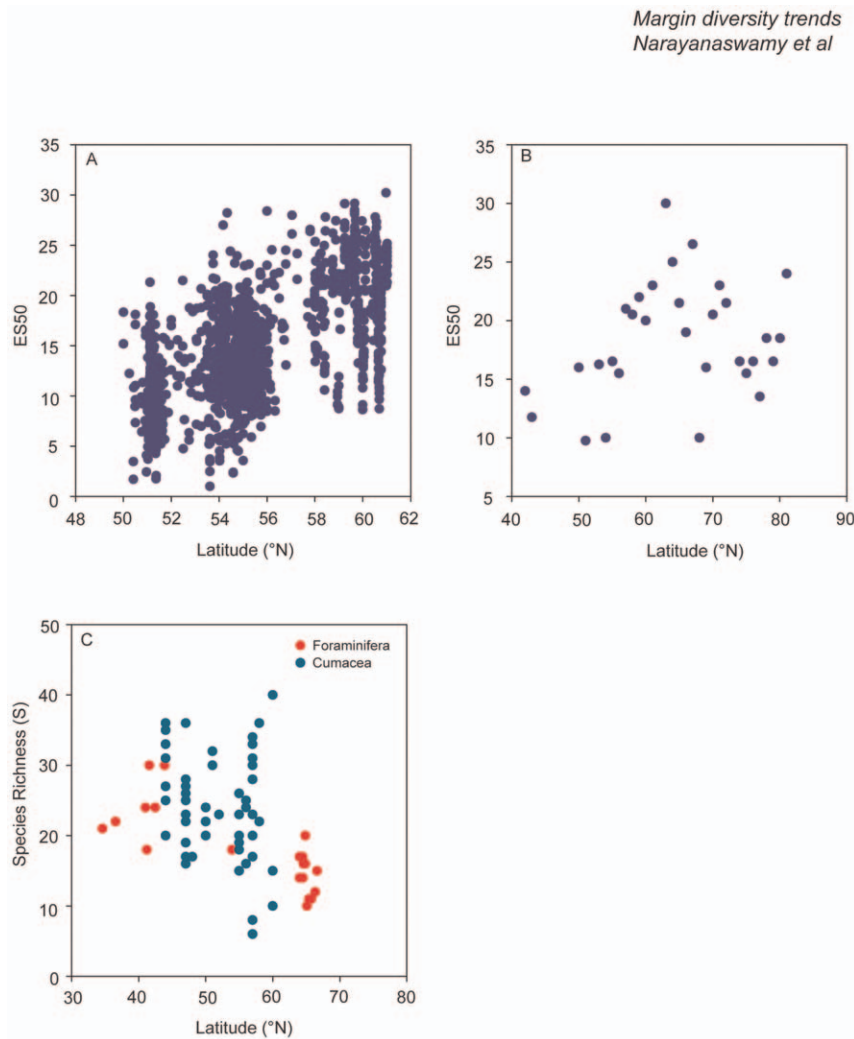 Margin diversity trends
Narayanaswamy et al
A
35
30
25
20
15
10
5
0
ES50
48 50 52 54 56 58 60 62
Latitude (°N)
B
35
30
25
20
15
10
5
ES50
40 50 60 70 80 90
Latitude (°N)
C
Foraminifera
Cumacea
50
40
30
20
10
0
Species Richness (S)
30 40 50 60 70 80
Latitude (°N)